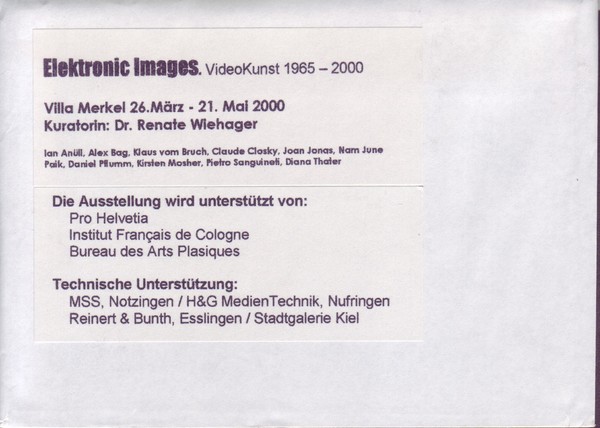 Elektronic Images. VideoKunst 1965 – 2000
Villa Merkel 26.März - 21. Mai 2000
Kuratorin: Dr. Renate Wiehager
Ian Anüll, Alex Bag, Klaus vom Bruch, Claude Closky, Joan Jonas, Nam June
Paik, Daniel Pflumm, Kirsten Mosher, Pietro Sanguineti, Diana Thater
Die Ausstellung wird unterstützt von:
Pro Helvetia
Institut Français de Cologne
Bureau des Arts Plasiques
Technische Unterstützung:
MSS, Notzingen / H&G MedienTechnik, Nufringen
Reinert & Bunth, Esslingen / Stadtgalerie Kiel